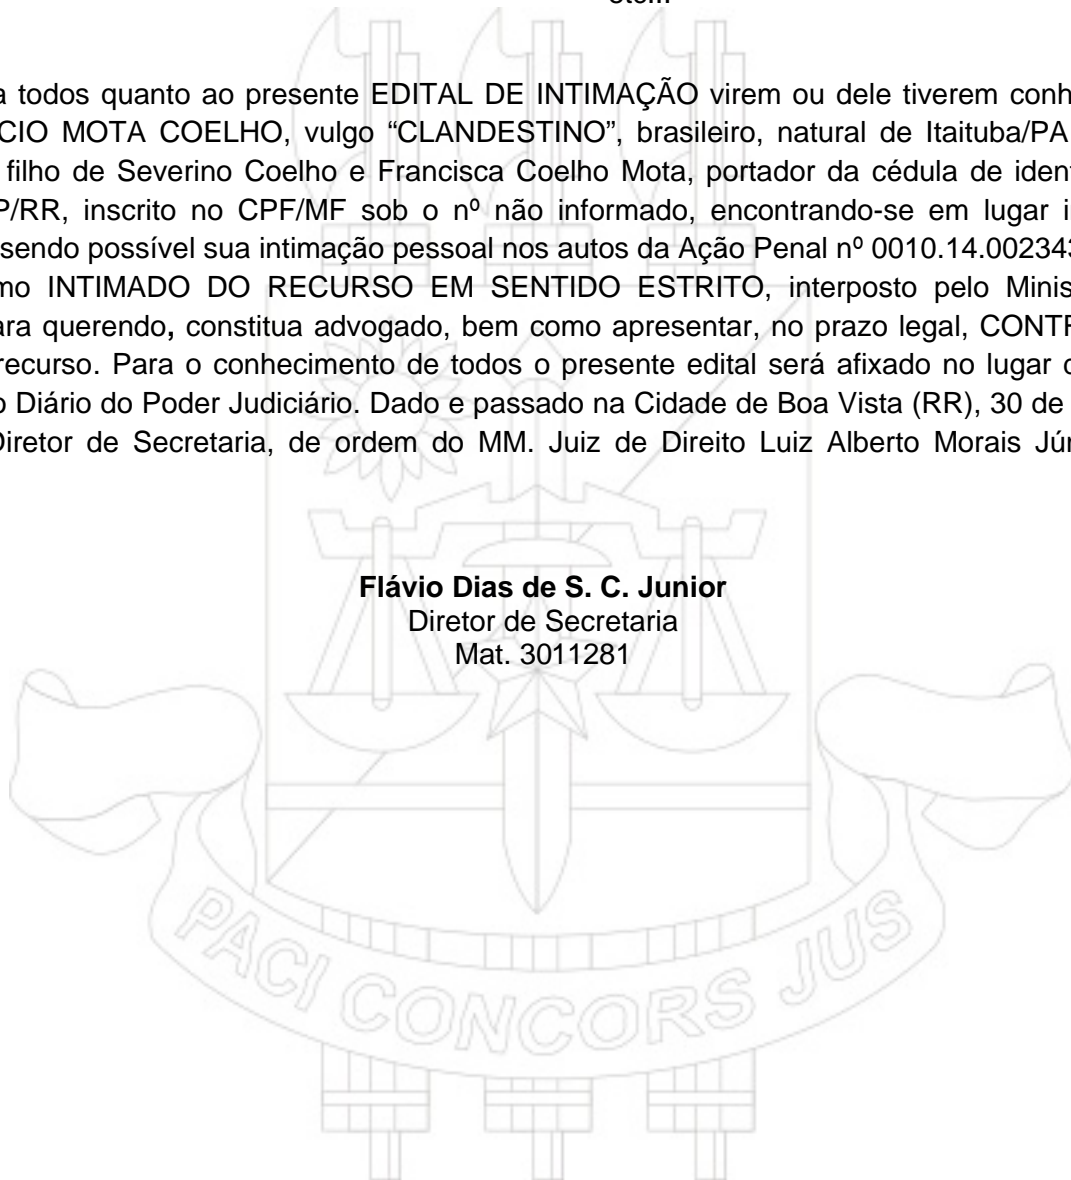 a todos quanto ao presente EDITAL DE INTIMAÇÃO virem ou dele tiverem conh
CIO MOTA COELHO, vulgo “CLANDESTINO”, brasileiro, natural de Itaituba/PA
filho de Severino Coelho e Francisca Coelho Mota, portador da cédula de iden
P/RR, inscrito no CPF/MF sob o nº não informado, encontrando-se em lugar i
sendo possível sua intimação pessoal nos autos da Ação Penal nº 0010.14.002343
mo INTIMADO DO RECURSO EM SENTIDO ESTRITO, interposto pelo Minis
ara querendo, constitua advogado, bem como apresentar, no prazo legal, CONTR
recurso. Para o conhecimento de todos o presente edital será afixado no lugar
o Diário do Poder Judiciário. Dado e passado na Cidade de Boa Vista (RR), 30 de
Diretor de Secretaria, de ordem do MM. Juiz de Direito Luiz Alberto Morais Jún
Flávio Dias de S. C. Junior
Diretor de Secretaria
Mat. 3011281
PACI CONCORS JUS